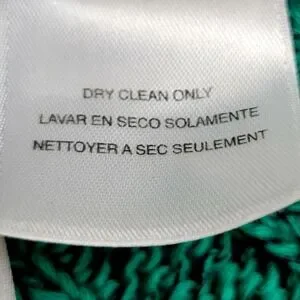 DRY CLEAN ONLY
LAVAR EN SECO SOLAMENTE
NETTOYER A SEC SEULEMENT